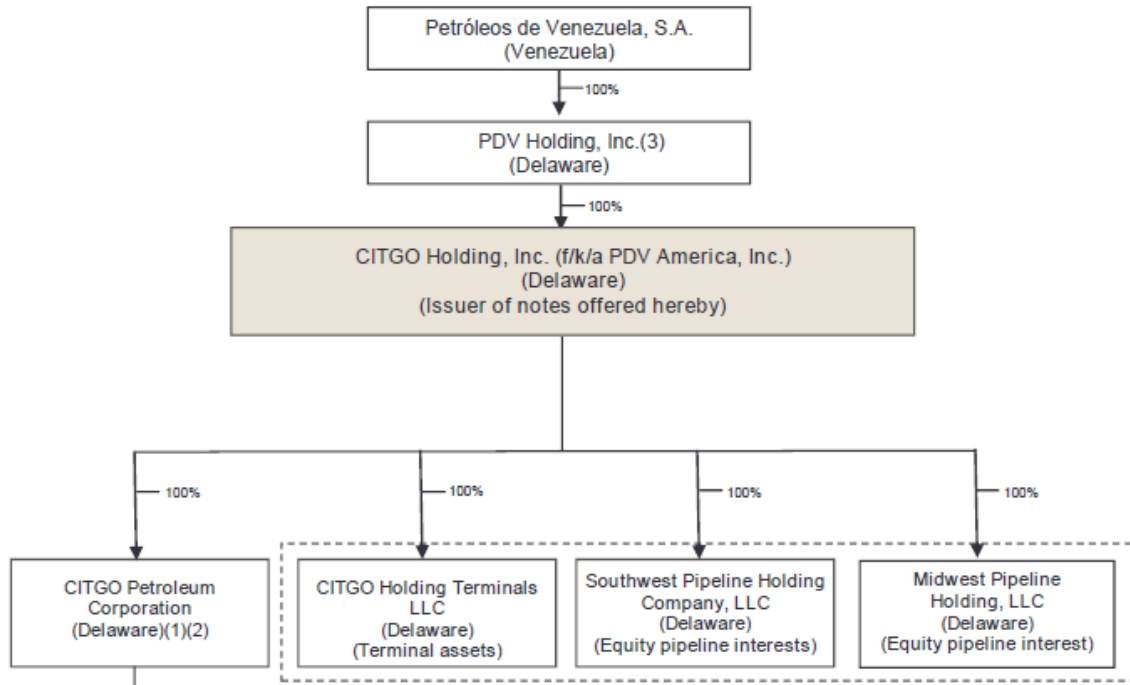 Petróleos de Venezuela, S.A.
(Venezuela)
100%
PDV Holding, Inc.(3)
(Delaware)
100%
CITGO Holding, Inc. (f/k/a PDV America, Inc.)
(Delaware)
(Issuer of notes offered hereby)
100%
100%
100%
100%
CITGO Petroleum
Corporation
(Delaware)(1)(2)
CITGO Holding Terminals
LLC
(Delaware)
(Terminal assets)
Southwest Pipeline Holding
Company, LLC
(Delaware)
(Equity pipeline interests)
Midwest Pipeline
Holding, LLC
(Delaware)
(Equity pipeline interest)